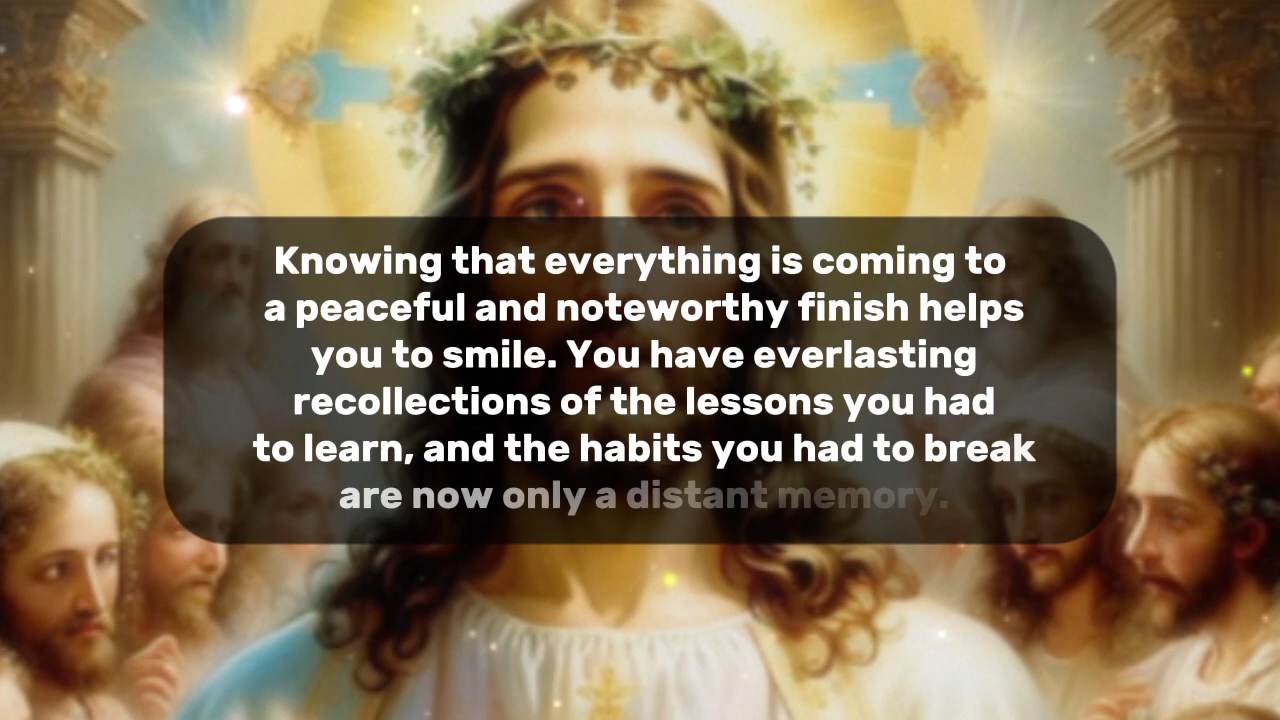 Knowing that everything is coming to
a peaceful and noteworthy finish helps
you to smile. You have everlasting
recollections of the lessons you had
to learn, and the habits you had to break
are now only a distant memory.